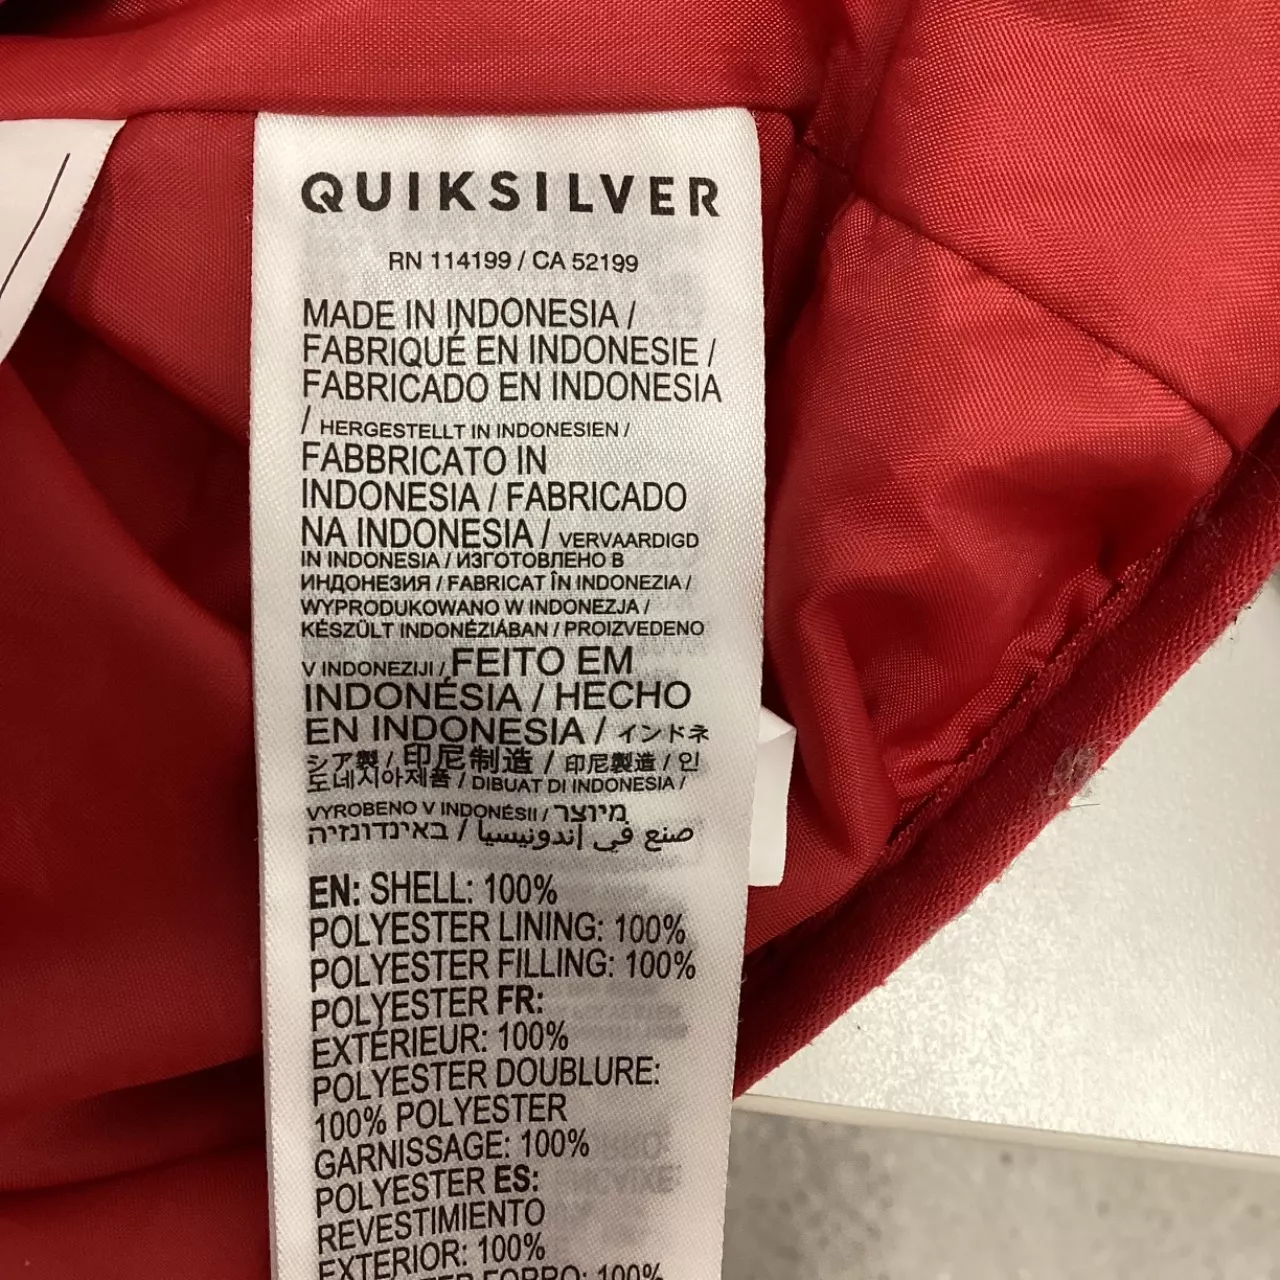 QUIKSILVER
RN 114199 / CA 52199
MADE IN INDONESIA /
FABRIQUÉ EN INDONESIE /
FABRICADO EN INDONESIA
/ HERGESTELLT IN INDONESIEN /
FABBRICATO IN
INDONESIA / FABRICADO
NA INDONESIA / VERVAARDIGD
IN INDONESIA / ИЗГОТОВЛЕНО В
ИНДОНЕЗИЯ / FABRICAT ÎN INDONEZIA /
WYPRODUKOWANO W INDONEZJA /
KÉSZÜLT INDONÉZIÁBAN / PROIZVEDENO
V INDONEZIJI / FEITO EM
INDONÉSIA / HECHO
EN INDONESIA / インドネ
シア製 / 印尼制造 / 印尼製造 / 인
도네시아제품 / DIBUAT DI INDONESIA /
VYROBENO V INDONÉSII / מיוצר
באינדונזיה / صنع في إندونيسيا
EN: SHELL: 100%
POLYESTER LINING: 100%
POLYESTER FILLING: 100%
POLYESTER FR:
EXTÉRIEUR: 100%
POLYESTER DOUBLURE:
100% POLYESTER
GARNISSAGE: 100%
POLYESTER ES:
REVESTIMIENTO
EXTERIOR: 100%
FORRO: 100%